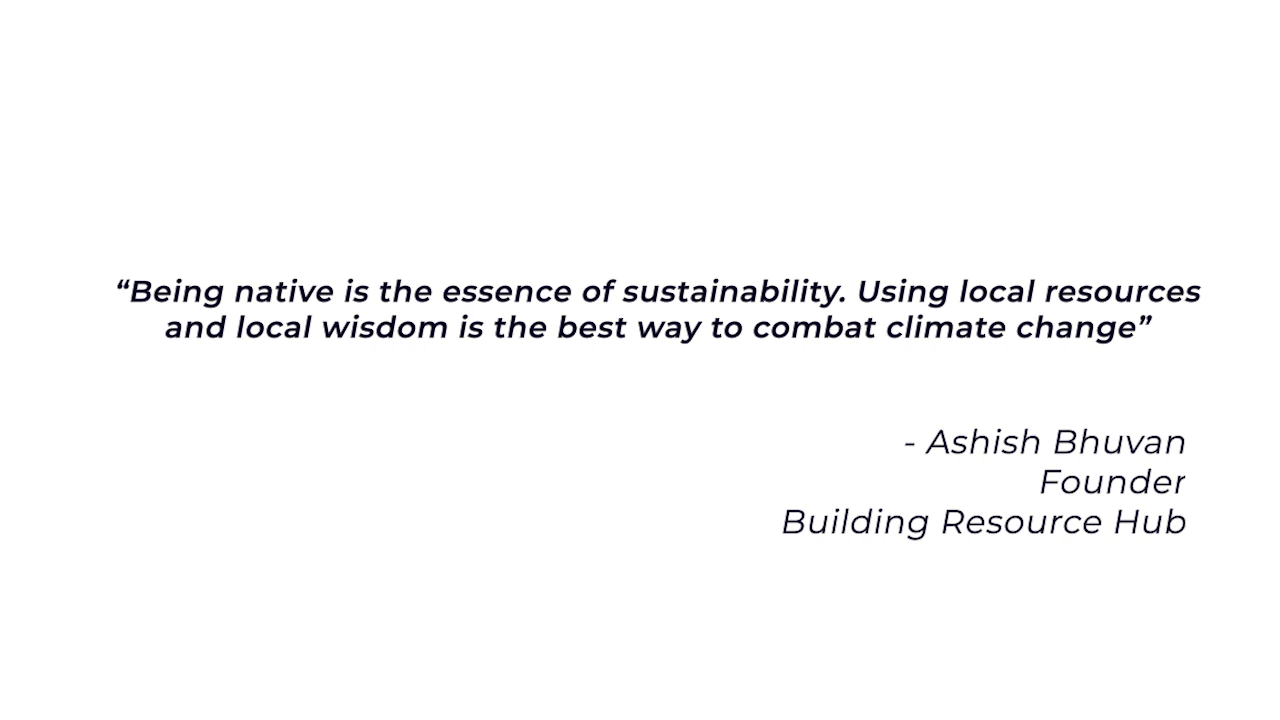 “Being native is the essence of sustainability. Using local resources
and local wisdom is the best way to combat climate change”
- Ashish Bhuvan
Founder
Building Resource Hub